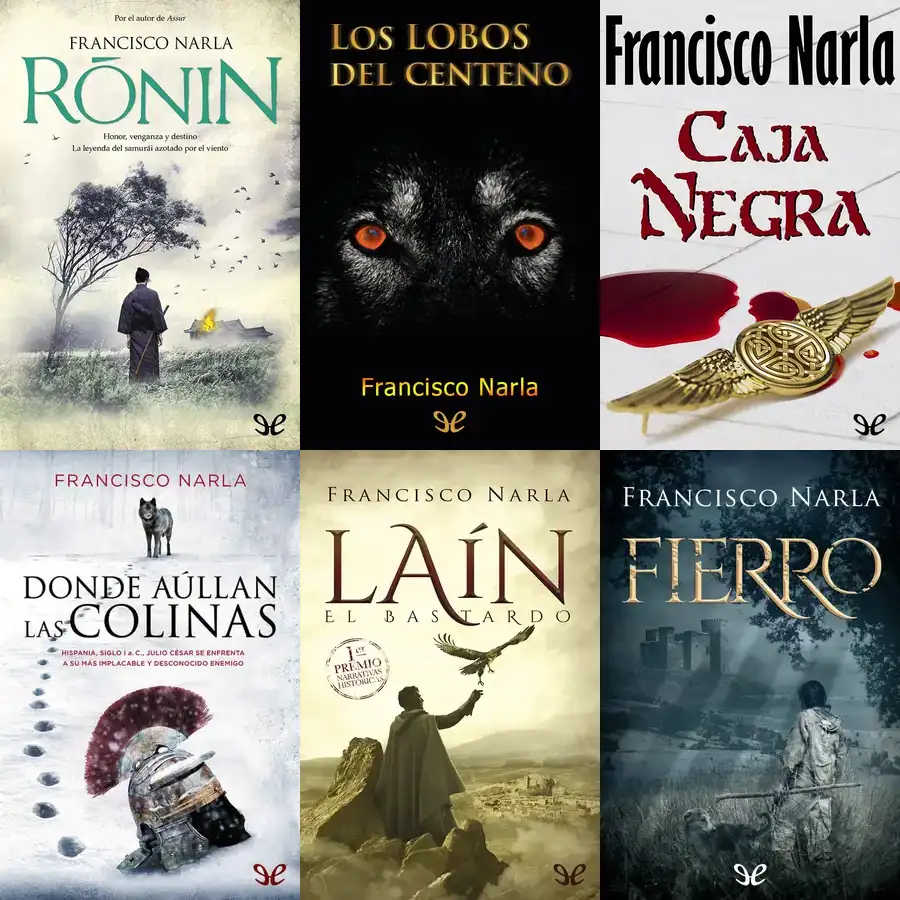 Por el autor de Assur
FRANCISCO NARLA
RŌNIN
Honor, venganza y destino
La leyenda del samurái azotado por el viento
LOS LOBOS
DEL CENTENO
Francisco Narla
Francisco Narla
CAJA
NEGRA
FRANCISCO NARLA
DONDE AÚLLAN
LAS COLINAS
HISPANIA, SIGLO I a. C., JULIO CÉSAR SE ENFRENTA
A SU MÁS IMPLACABLE Y DESCONOCIDO ENEMIGO
FRANCISCO NARLA
LAÍN
EL BASTARDO
1er
PREMIO
NARRATIVAS
HISTÓRICAS
FRANCISCO NARLA
FIERRO